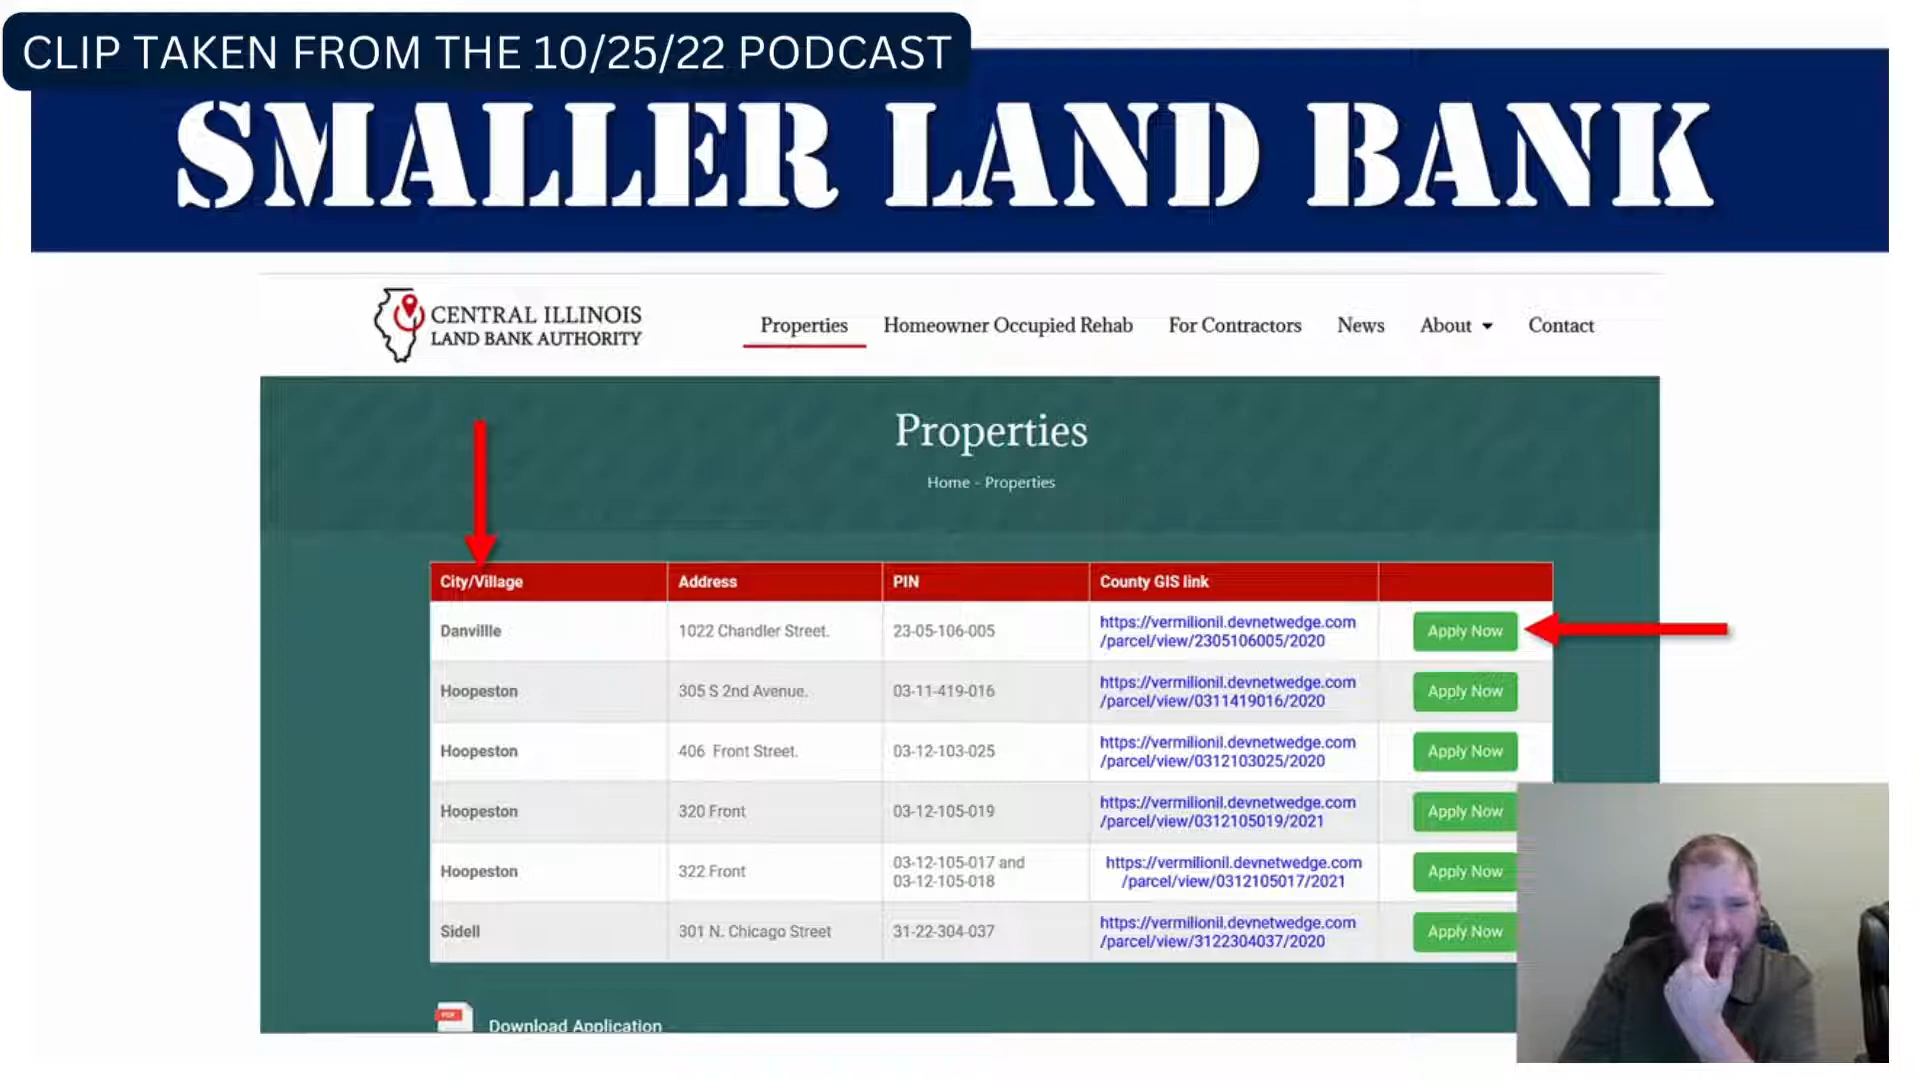 CLIP TAKEN FROM THE 10/25/22 PODCAST
SMALLER LAND BANK
CENTRAL ILLINOIS
LAND BANK AUTHORITY
Properties Homeowner Occupied Rehab For Contractors News About Contact
Properties
Home - Properties
City/Village Address PIN County GIS link
Danvillle 1022 Chandler Street. 23-05-106-005 https://vermilionil.devnetwedge.com
/parcel/view/2305106005/2020 Apply Now
Hoopeston 305 S 2nd Avenue. 03-11-419-016 https://vermilionil.devnetwedge.com
/parcel/view/0311419016/2020 Apply Now
Hoopeston 406 Front Street. 03-12-103-025 https://vermilionil.devnetwedge.com
/parcel/view/0312103025/2020 Apply Now
Hoopeston 320 Front 03-12-105-019 https://vermilionil.devnetwedge.com
/parcel/view/0312105019/2021 Apply Now
Hoopeston 322 Front 03-12-105-017 and https://vermilionil.devnetwedge.com
03-12-105-018 /parcel/view/0312105017/2021 Apply Now
Sidell 301 N. Chicago Street 31-22-304-037 https://vermilionil.devnetwedge.com
/parcel/view/3122304037/2020 Apply Now
PDF Download Application